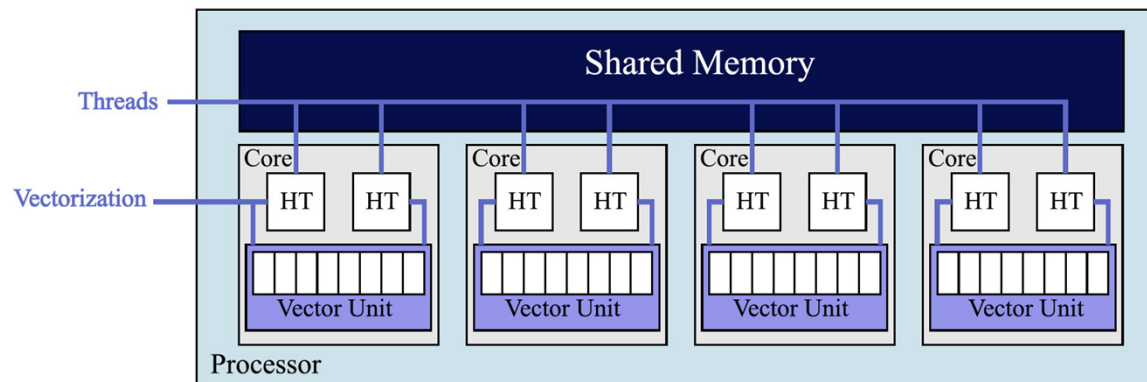 Shared Memory
Threads
Core
Core
Core
Core
Vectorization
HT
HT
HT
HT
HT
HT
HT
HT
Vector Unit
Vector Unit
Vector Unit
Vector Unit
Processor